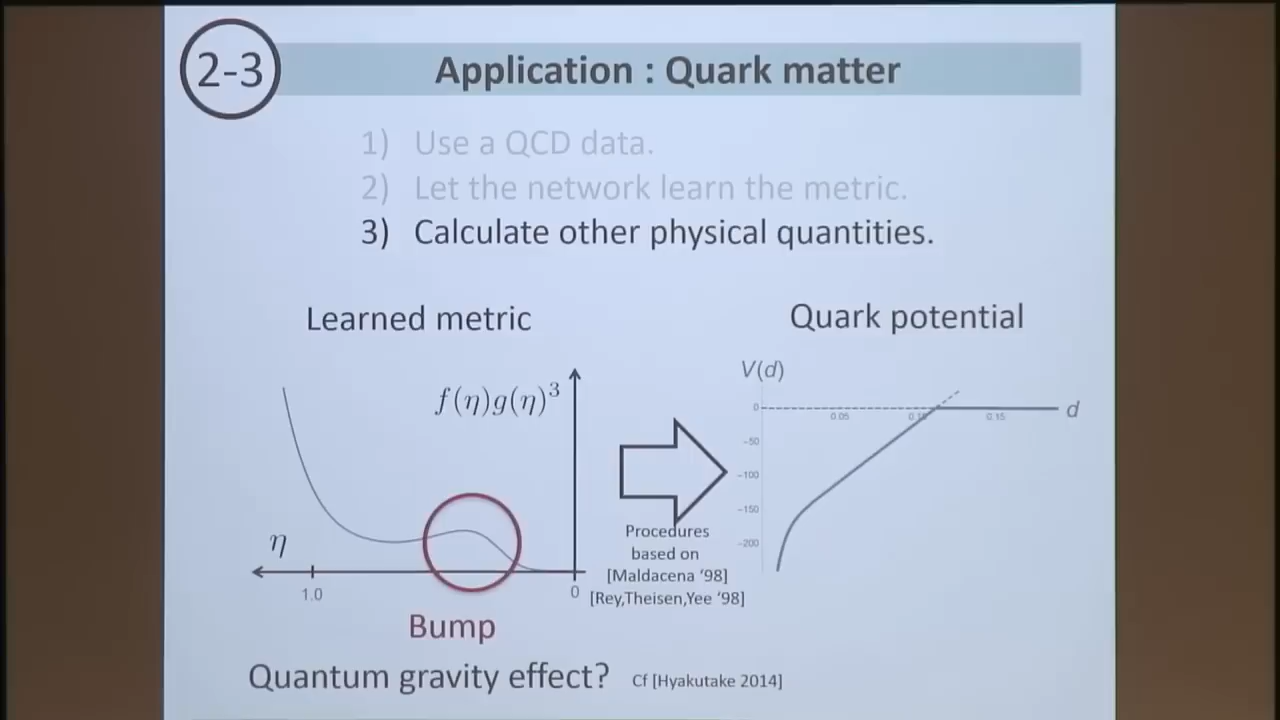 2-3
Application : Quark matter
1) Use a QCD data.
2) Let the network learn the metric.
3) Calculate other physical quantities.
Learned metric
Quark potential
f(η)g(η)³
η
1.0
0
Bump
Procedures
based on
[Maldacena ‘98]
[Rey,Theisen,Yee ‘98]
V(d)
0
0.05
0.10
0.15
d
-50
-100
-150
-200
Quantum gravity effect? Cf [Hyakutake 2014]